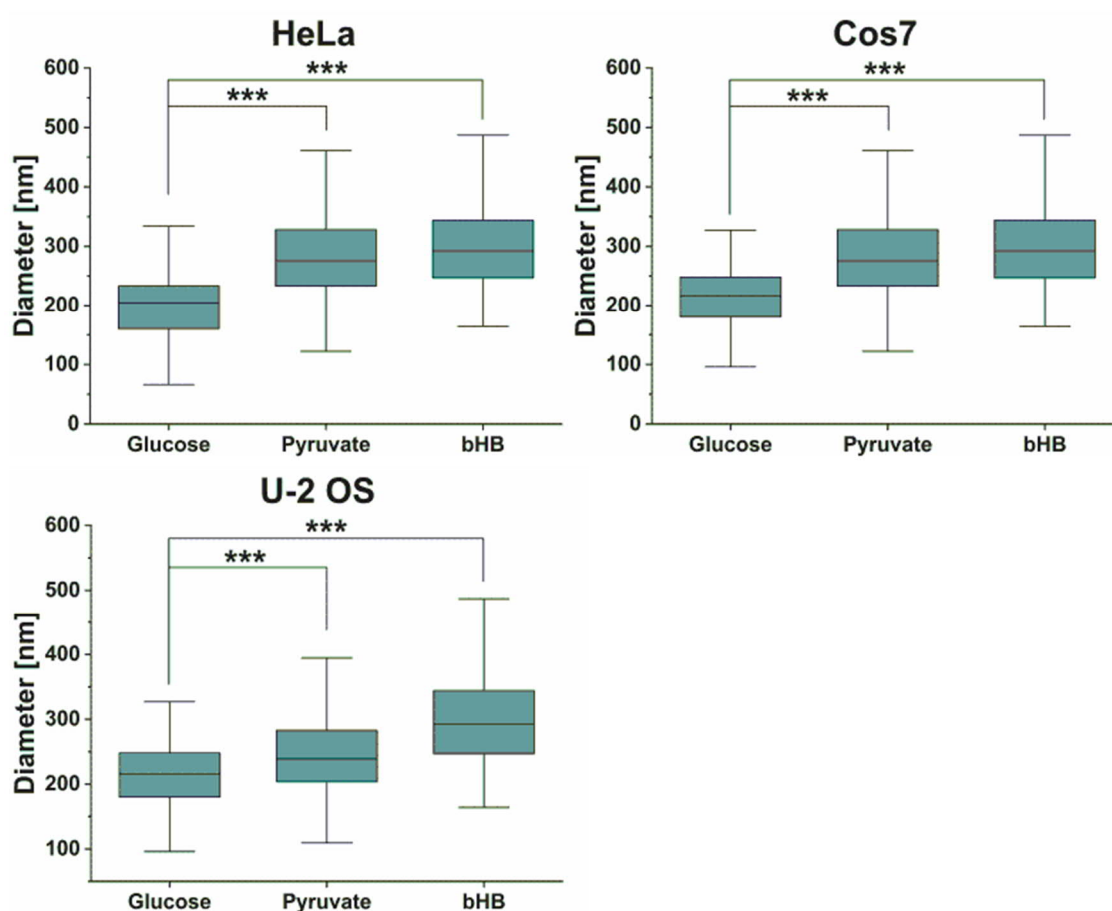 HeLa
***
***
Diameter [nm]
600
500
400
300
200
100
0
Glucose Pyruvate bHB
Cos7
***
***
Diameter [nm]
600
500
400
300
200
100
0
Glucose Pyruvate bHB
U-2 OS
***
***
Diameter [nm]
600
500
400
300
200
100
Glucose Pyruvate bHB